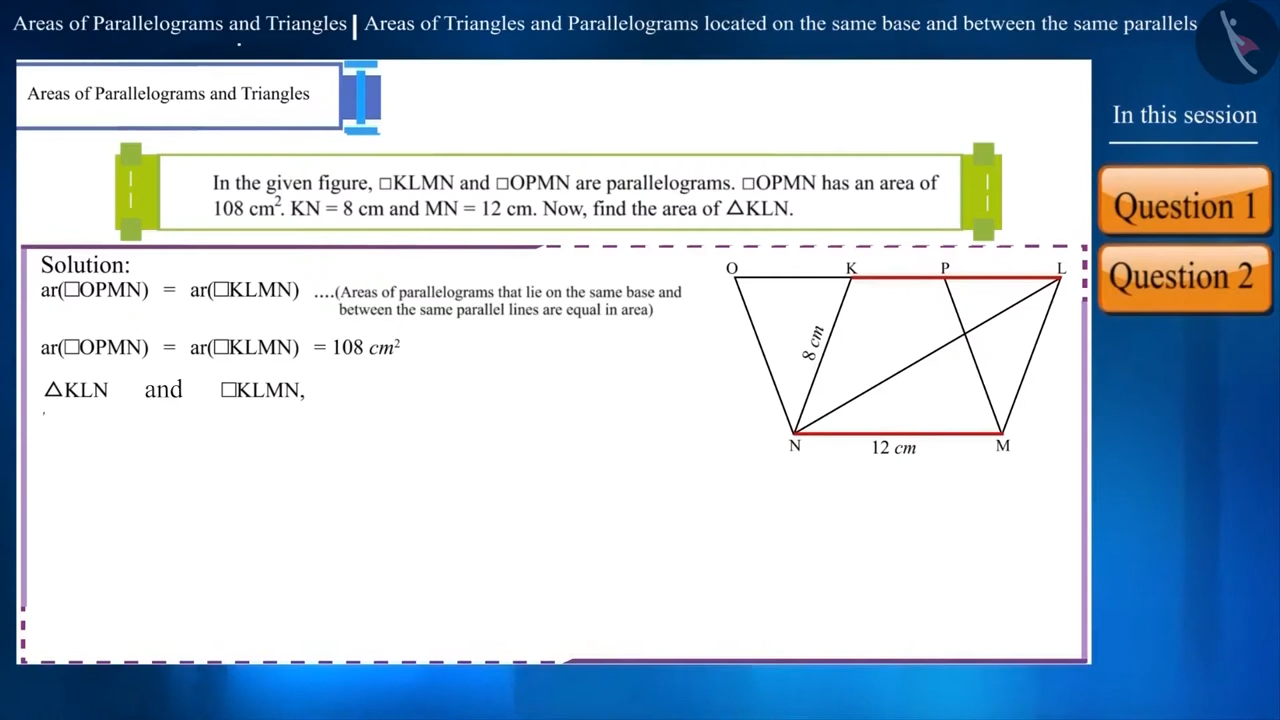 Areas of Parallelograms and Triangles | Areas of Triangles and Parallelograms located on the same base and between the same parallels
Areas of Parallelograms and Triangles
In this session
Question 1
Question 2
In the given figure, □KLMN and □OPMN are parallelograms. □OPMN has an area of
108 cm². KN = 8 cm and MN = 12 cm. Now, find the area of △KLN.
Solution:
ar(□OPMN) = ar(□KLMN) ....(Areas of parallelograms that lie on the same base and
between the same parallel lines are equal in area)
ar(□OPMN) = ar(□KLMN) = 108 cm²
△KLN and □KLMN,
O K P L
8 cm
N 12 cm M